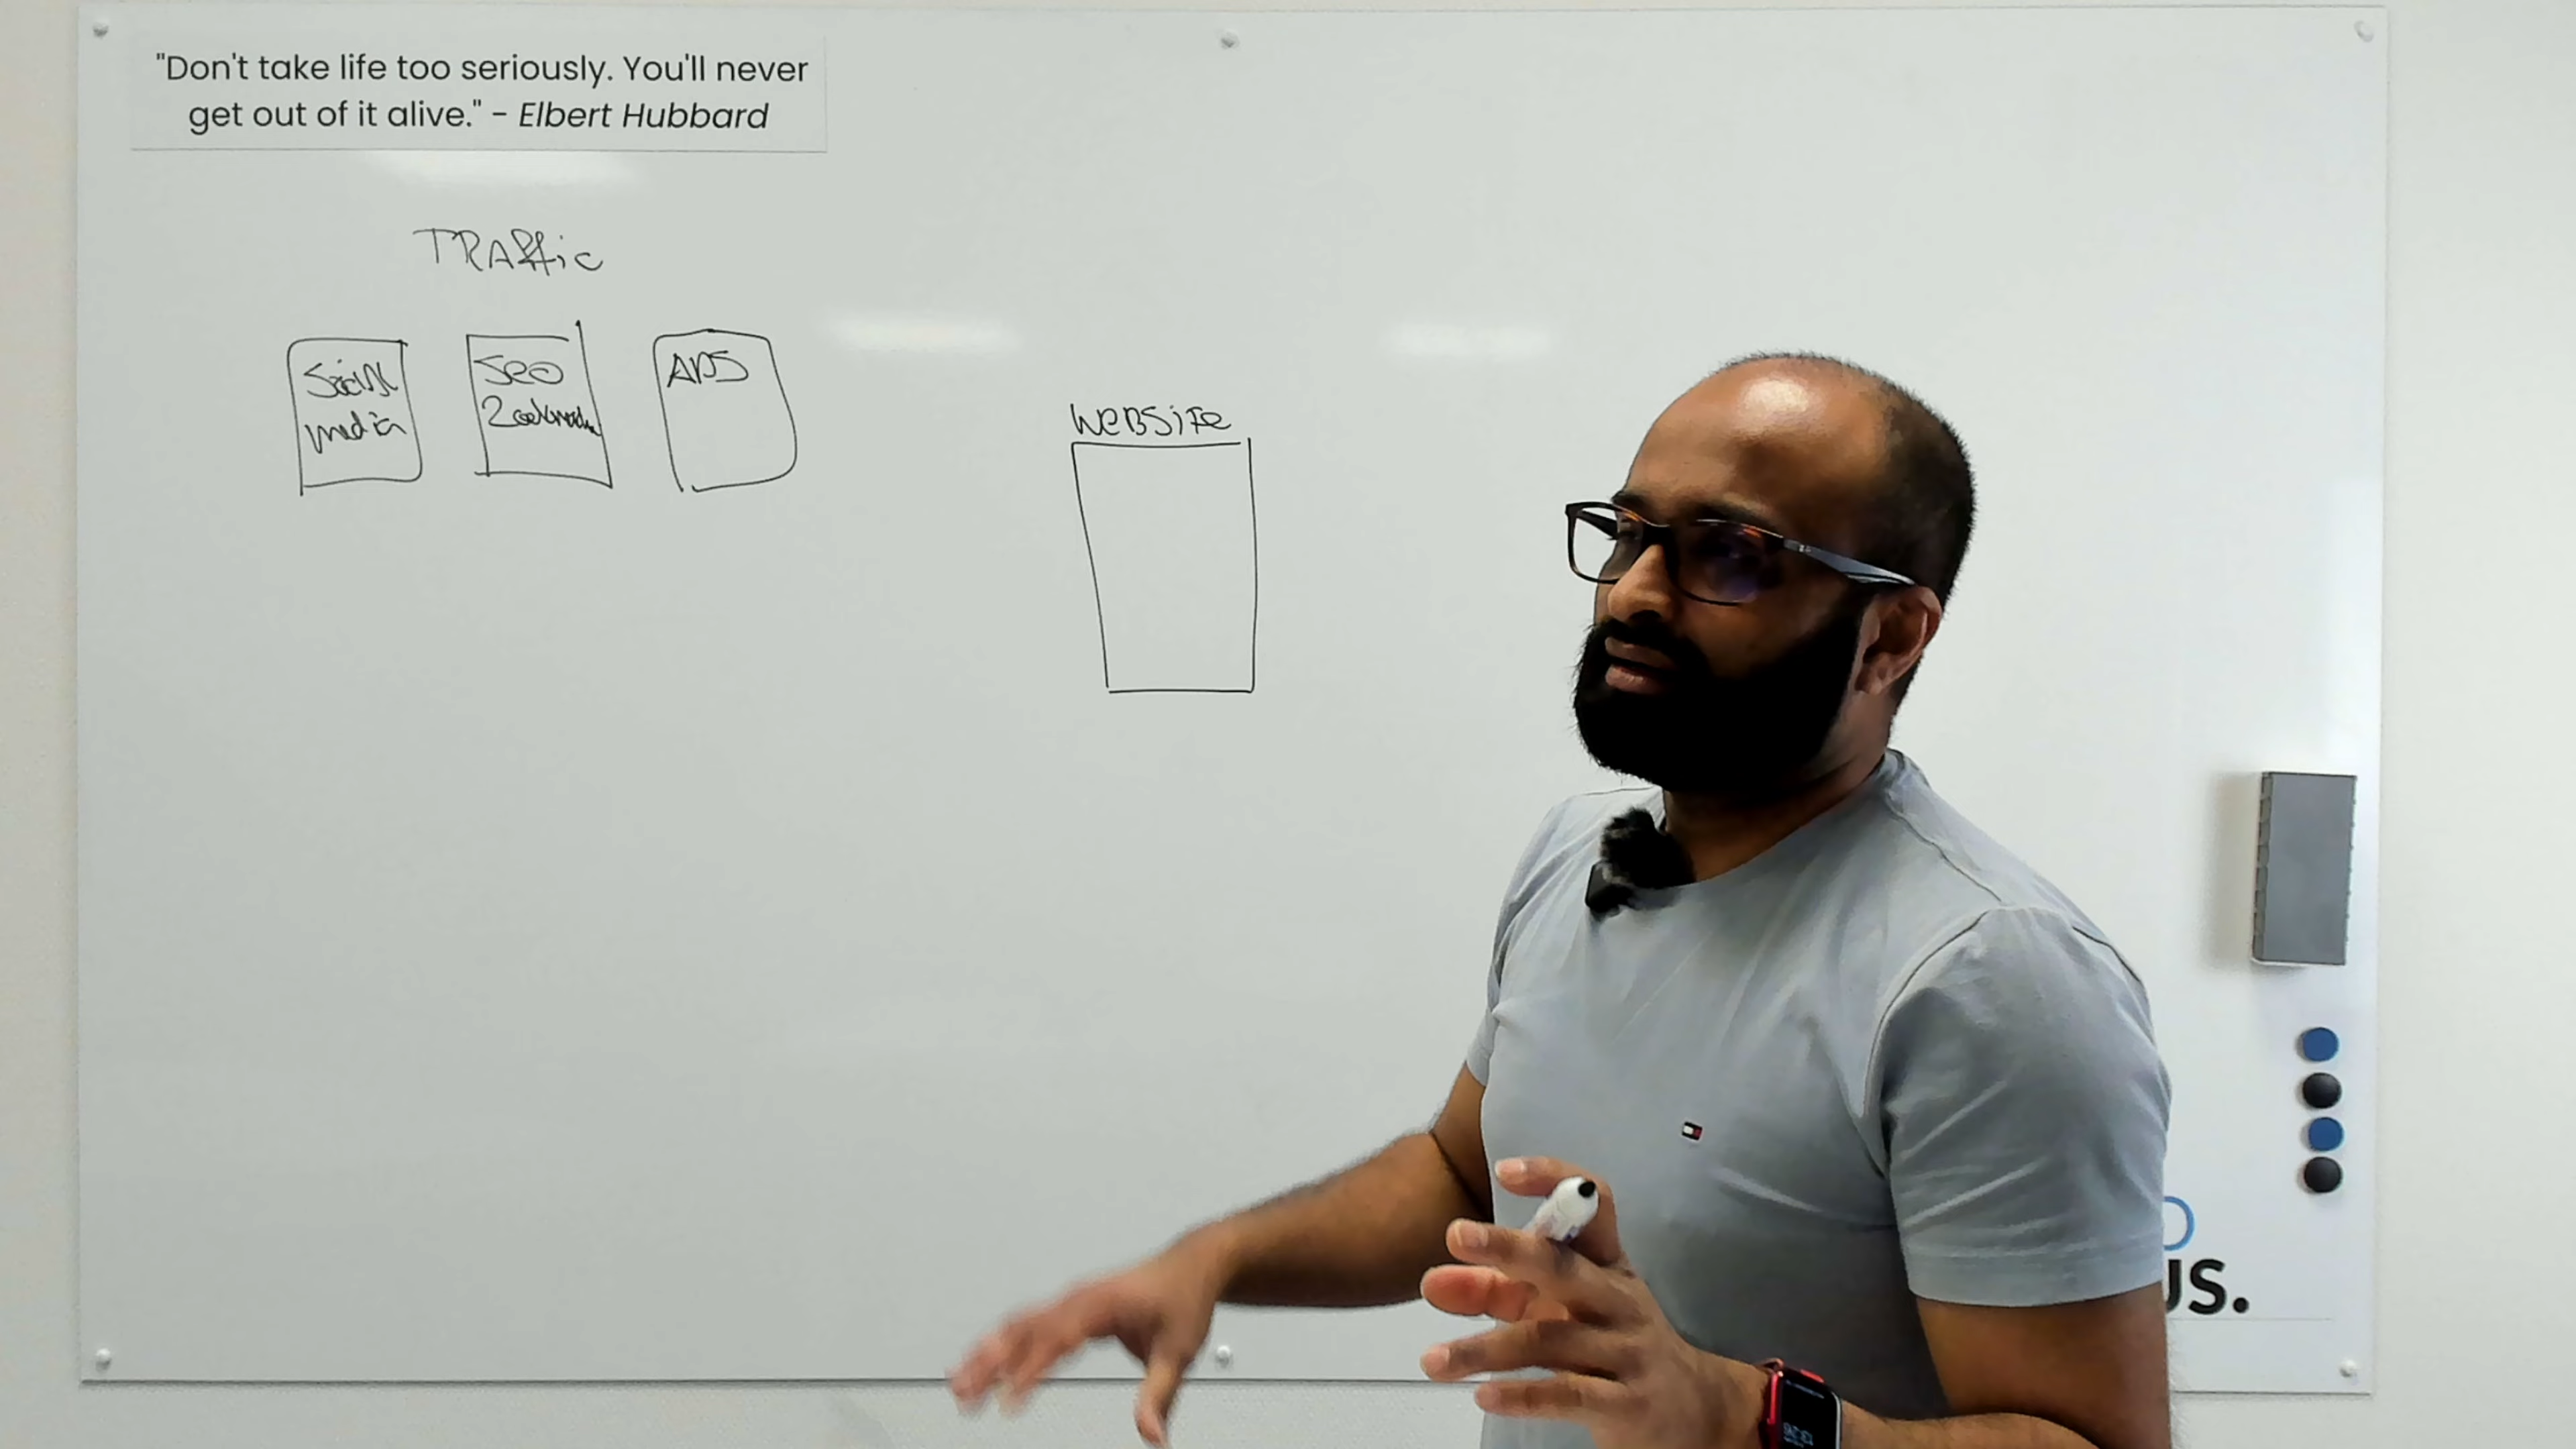 "Don't take life too seriously. You'll never
get out of it alive." - Elbert Hubbard
TRAffic
Social
media
Seo
ADS
WeBSiTe
US.